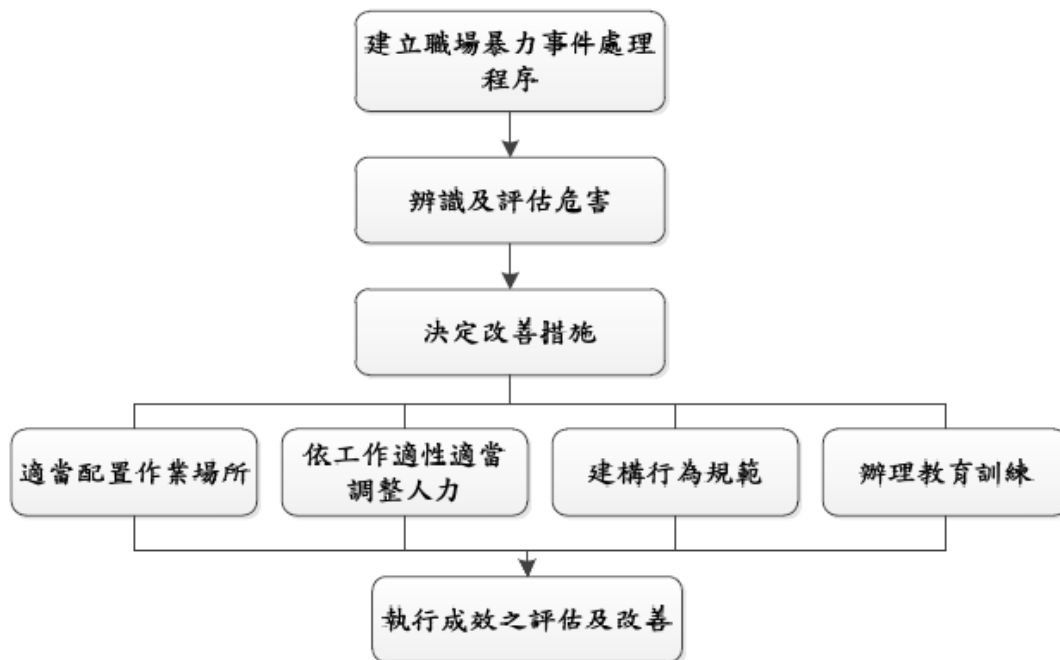 建立職場暴力事件處理
程序
辨識及評估危害
決定改善措施
適當配置作業場所
依工作適性適當
調整人力
建構行為規範
辦理教育訓練
執行成效之評估及改善